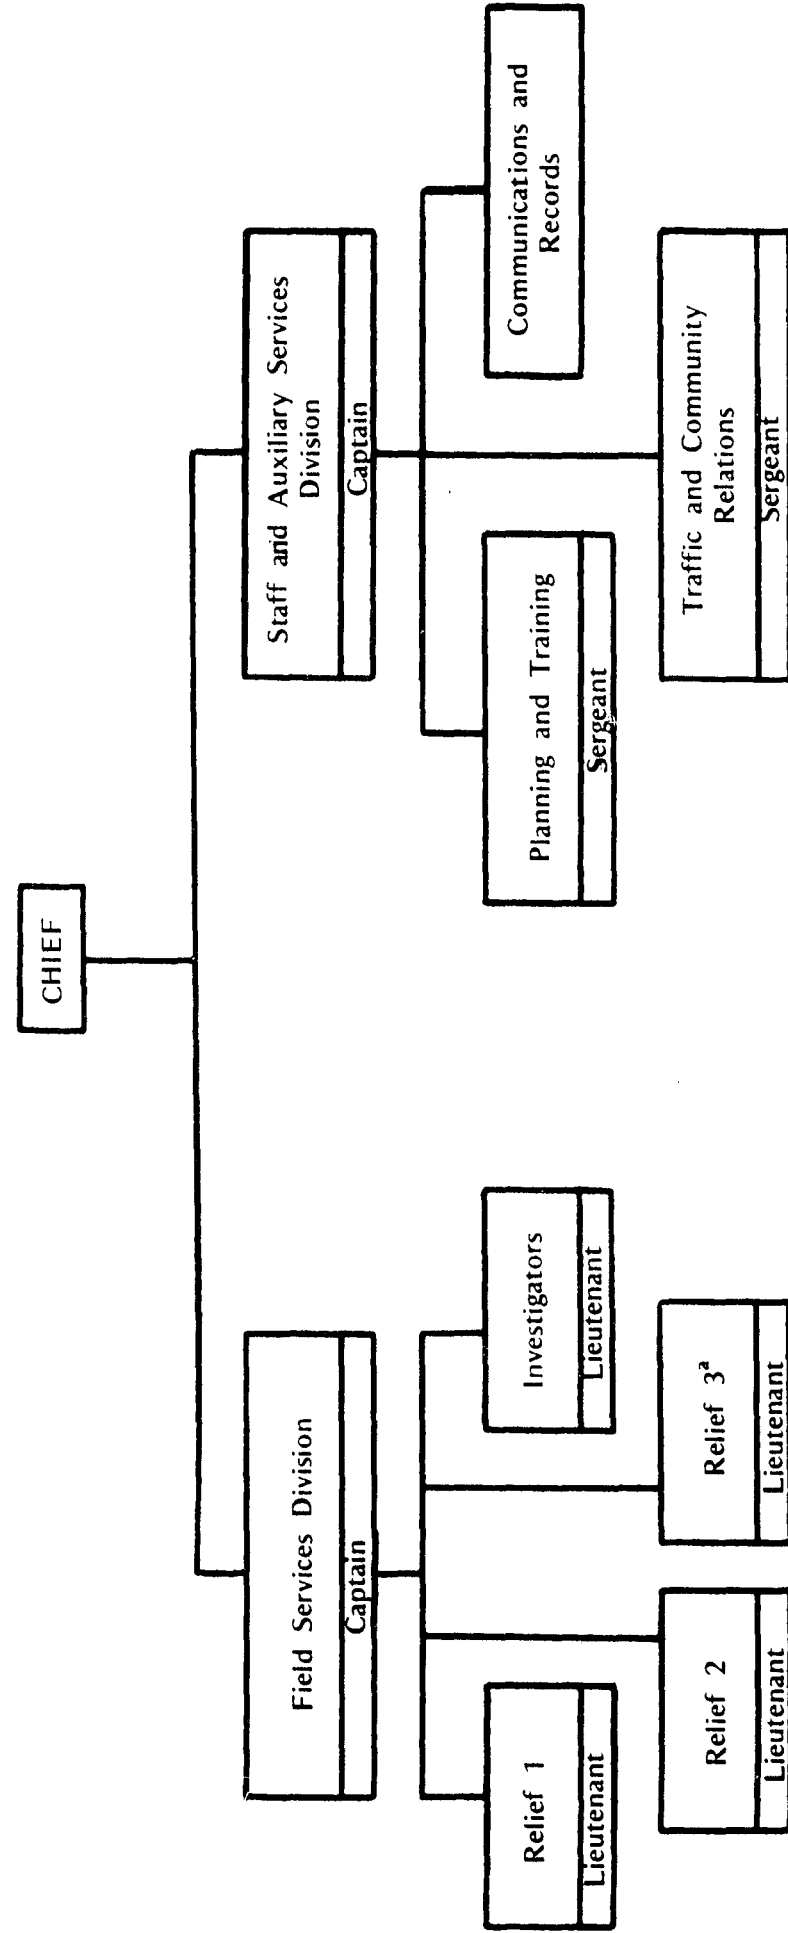 CHIEF
Field Services Division
Captain
Staff and Auxiliary Services
Division
Captain
Relief 1
Lieutenant
Investigators
Lieutenant
Planning and Training
Sergeant
Communications and
Records
Relief 2
Lieutenant
Relief 3ª
Lieutenant
Traffic and Community
Relations
Sergeant